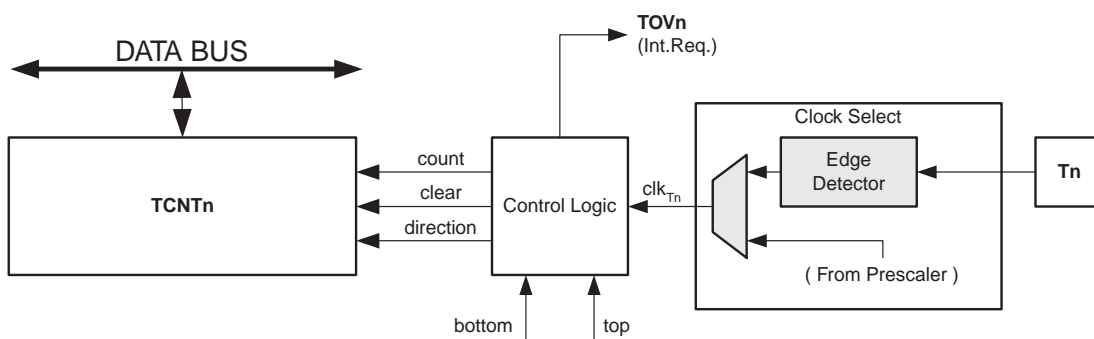 TOVn
(Int.Req.)
DATA BUS
Clock Select
count
Edge
Detector
Tn
TCNTn
clear
Control Logic
clkTn
direction
( From Prescaler )
bottom
top